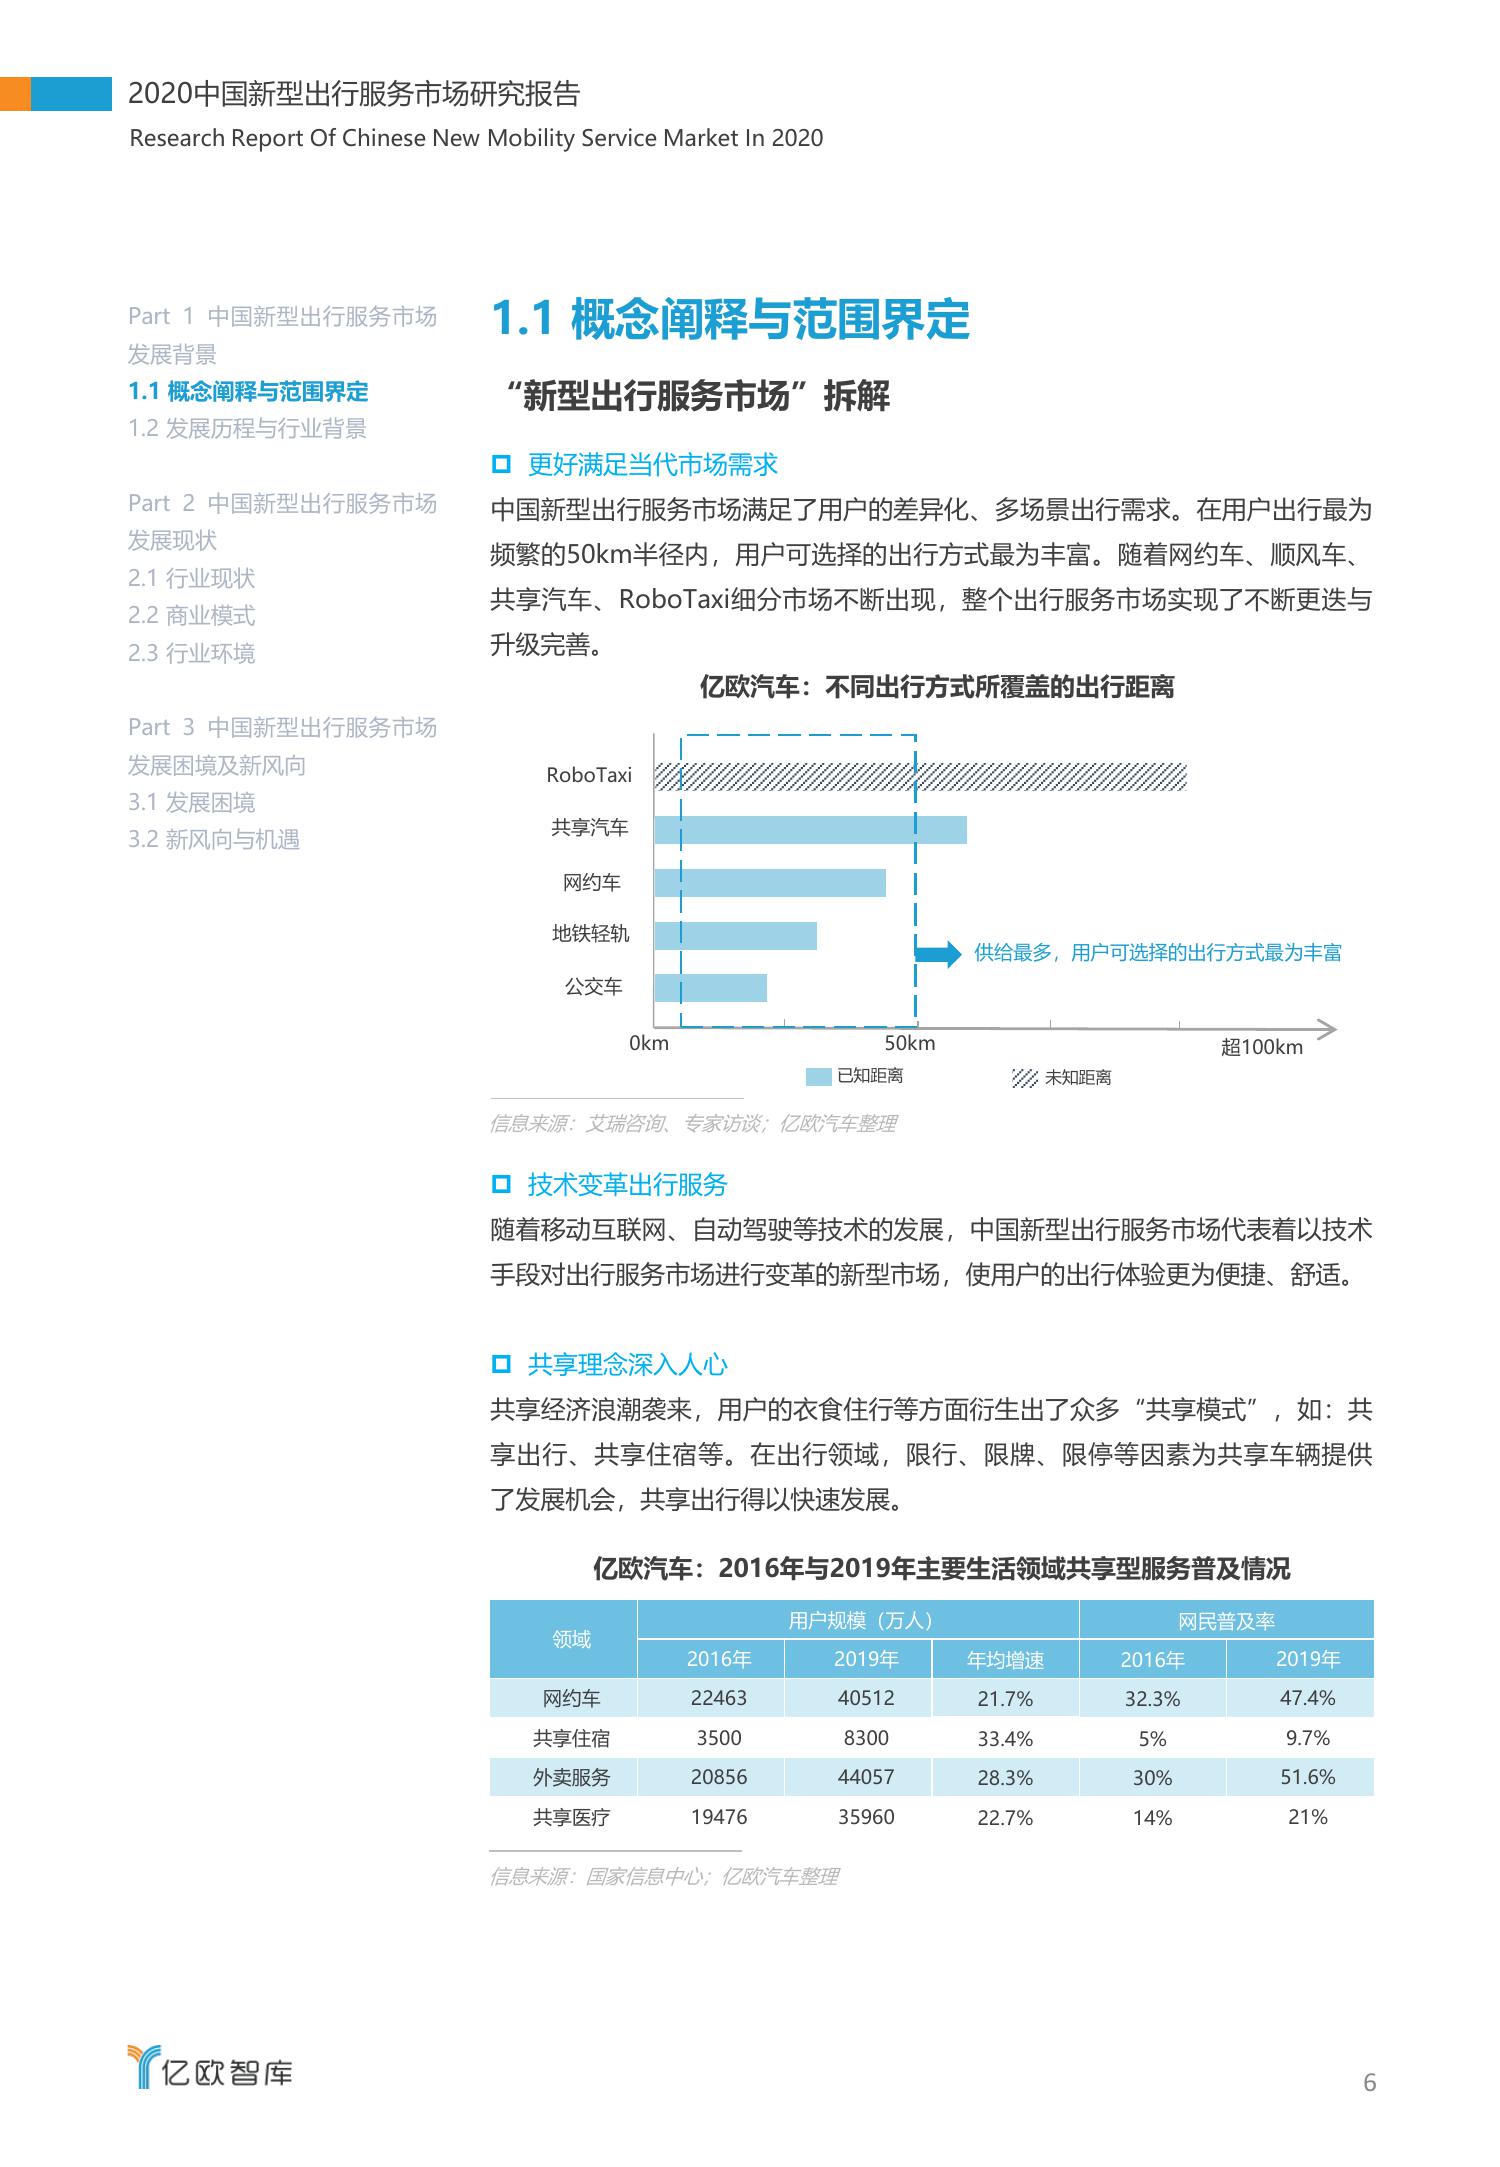 2020中国新型出行服务市场研究报告
Research Report Of Chinese New Mobility Service Market In 2020
Part 1 中国新型出行服务市场
发展背景
1.1 概念阐释与范围界定
1.2 发展历程与行业背景
Part 2 中国新型出行服务市场
发展现状
2.1 行业现状
2.2 商业模式
2.3 行业环境
Part 3 中国新型出行服务市场
发展困境及新风向
3.1 发展困境
3.2 新风向与机遇
1.1 概念阐释与范围界定
“新型出行服务市场”拆解
更好满足当代市场需求
中国新型出行服务市场满足了用户的差异化、多场景出行需求。在用户出行最为
频繁的50km半径内，用户可选择的出行方式最为丰富。随着网约车、顺风车、
共享汽车、RoboTaxi细分市场不断出现，整个出行服务市场实现了不断更迭与
升级完善。
亿欧汽车：不同出行方式所覆盖的出行距离
RoboTaxi
共享汽车
网约车
地铁轻轨
公交车
供给最多，用户可选择的出行方式最为丰富
0km 50km 超100km
已知距离 未知距离
信息来源：艾瑞咨询、专家访谈；亿欧汽车整理
技术变革出行服务
随着移动互联网、自动驾驶等技术的发展，中国新型出行服务市场代表着以技术
手段对出行服务市场进行变革的新型市场，使用户的出行体验更为便捷、舒适。
共享理念深入人心
共享经济浪潮袭来，用户的衣食住行等方面衍生出了众多“共享模式”，如：共
享出行、共享住宿等。在出行领域，限行、限牌、限停等因素为共享车辆提供
了发展机会，共享出行得以快速发展。
亿欧汽车：2016年与2019年主要生活领域共享型服务普及情况
领域 用户规模（万人） 网民普及率
2016年 2019年 年均增速 2016年 2019年
网约车 22463 40512 21.7% 32.3% 47.4%
共享住宿 3500 8300 33.4% 5% 9.7%
外卖服务 20856 44057 28.3% 30% 51.6%
共享医疗 19476 35960 22.7% 14% 21%
信息来源：国家信息中心；亿欧汽车整理
亿欧智库
6